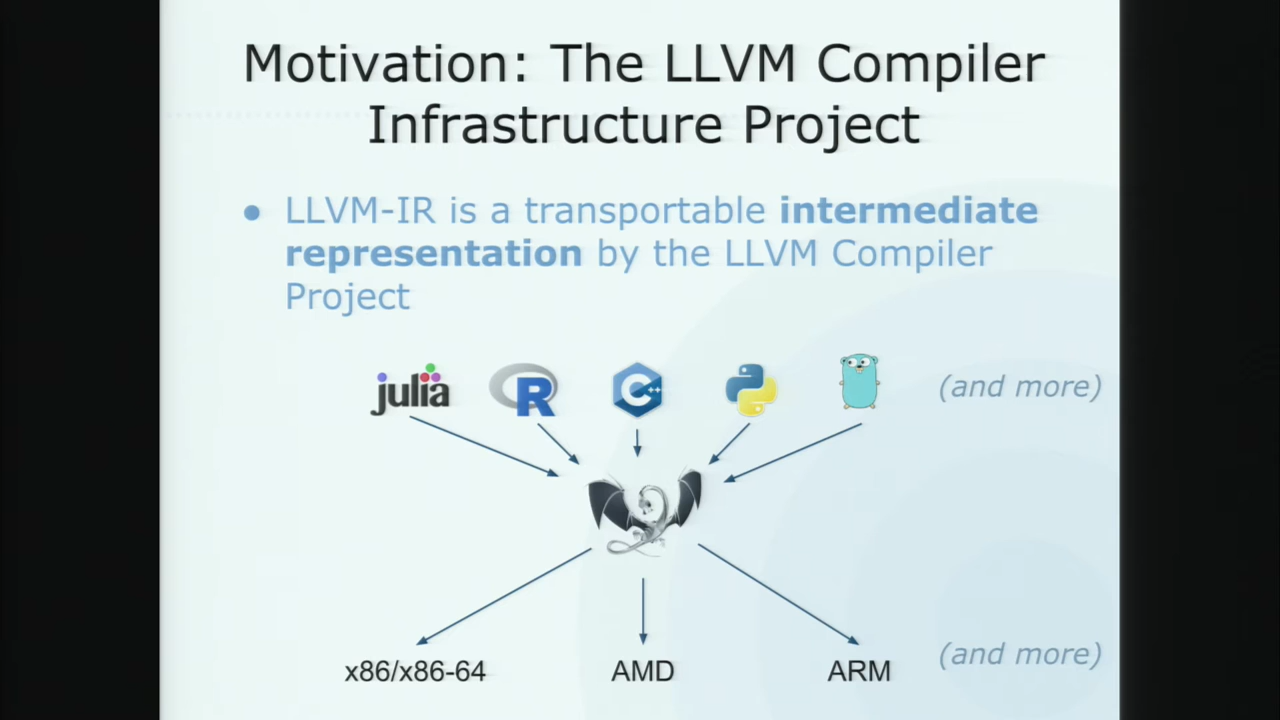 Motivation: The LLVM Compiler
Infrastructure Project
LLVM-IR is a transportable intermediate
representation by the LLVM Compiler
Project
julia
R
C++
(and more)
x86/x86-64
AMD
ARM
(and more)